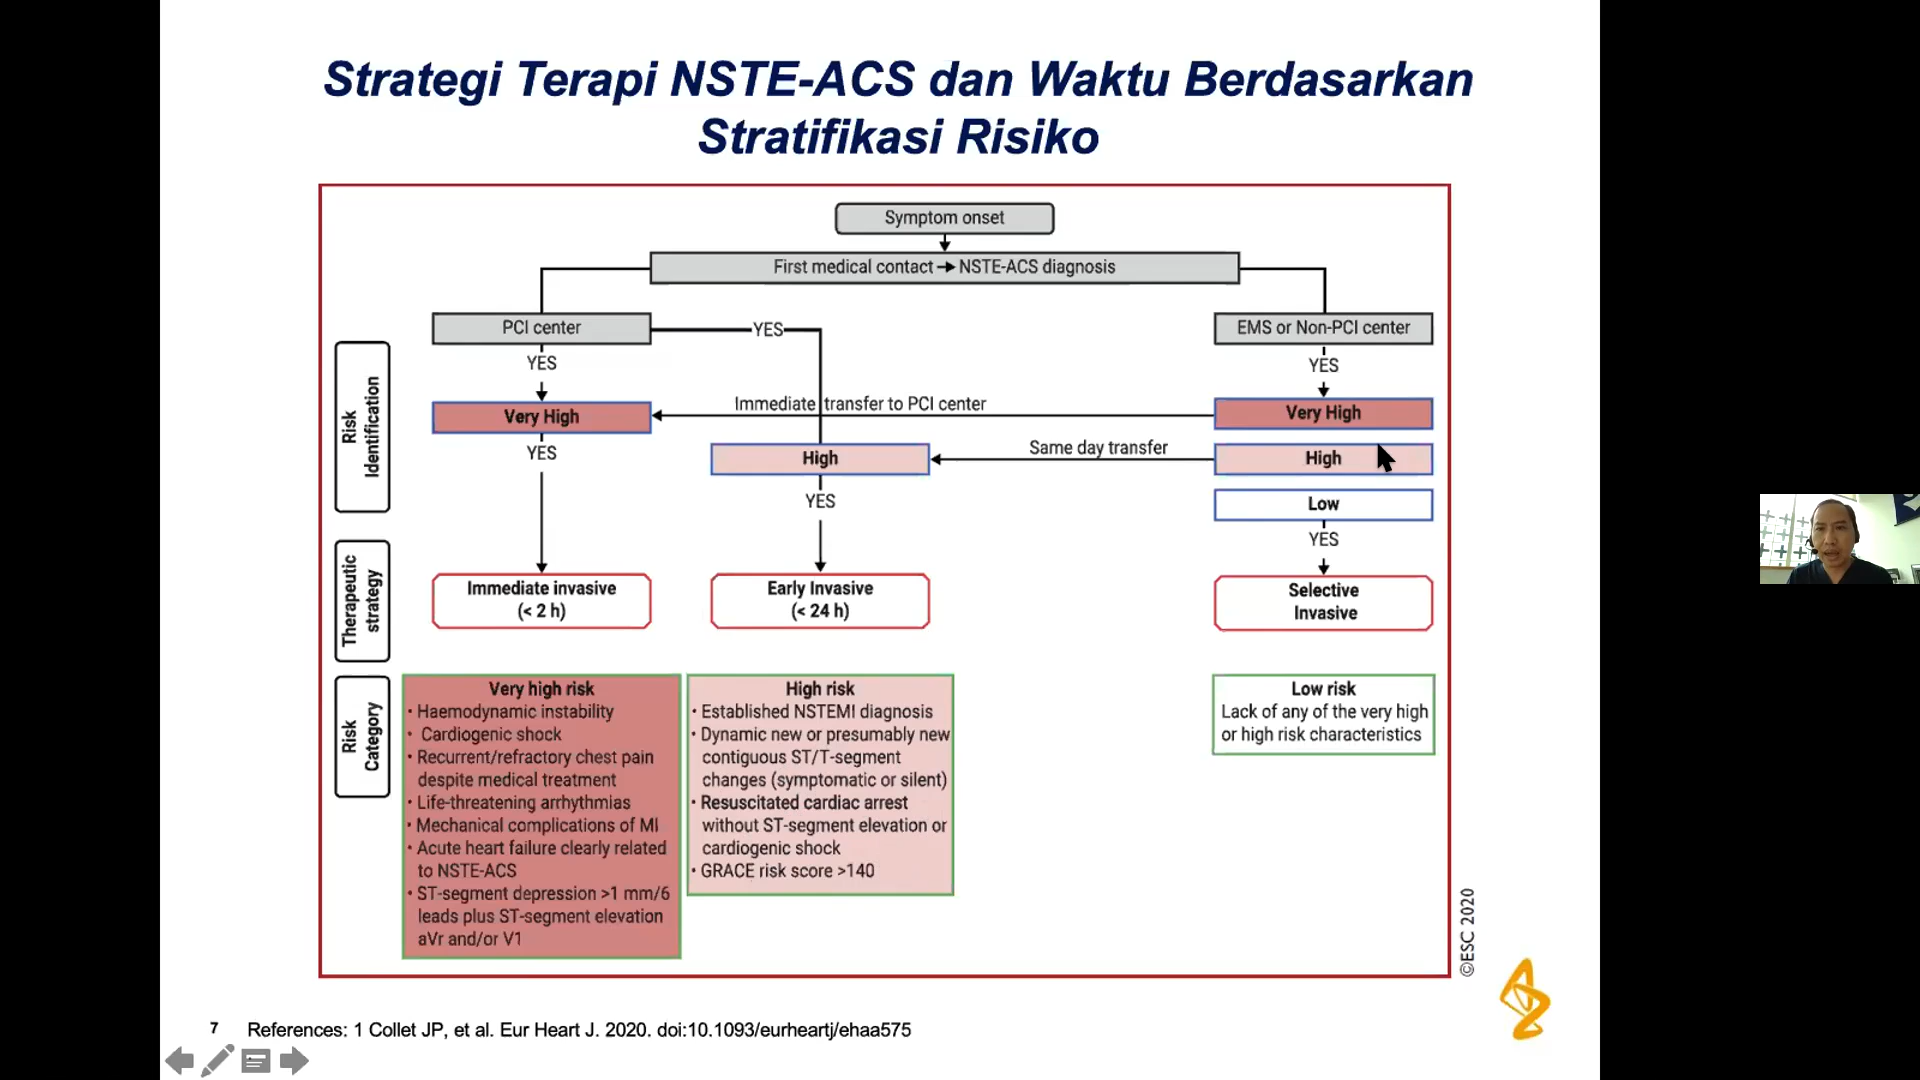 Strategi Terapi NSTE-ACS dan Waktu Berdasarkan
Stratifikasi Risiko
Symptom onset
First medical contact → NSTE-ACS diagnosis
PCI center
YES
EMS or Non-PCI center
YES
YES
Risk
Identification
Very High
Immediate transfer to PCI center
Very High
YES
High
Same day transfer
High
YES
Low
YES
Therapeutic
strategy
Immediate invasive
(< 2 h)
Early Invasive
(< 24 h)
Selective
Invasive
Risk
Category
Very high risk
• Haemodynamic instability
• Cardiogenic shock
• Recurrent/refractory chest pain
despite medical treatment
• Life-threatening arrhythmias
• Mechanical complications of MI
• Acute heart failure clearly related
to NSTE-ACS
• ST-segment depression >1 mm/6
leads plus ST-segment elevation
aVr and/or V1
High risk
• Established NSTEMI diagnosis
• Dynamic new or presumably new
contiguous ST/T-segment
changes (symptomatic or silent)
• Resuscitated cardiac arrest
without ST-segment elevation or
cardiogenic shock
• GRACE risk score >140
Low risk
Lack of any of the very high
or high risk characteristics
©ESC 2020
7
References: 1 Collet JP, et al. Eur Heart J. 2020. doi:10.1093/eurheartj/ehaa575